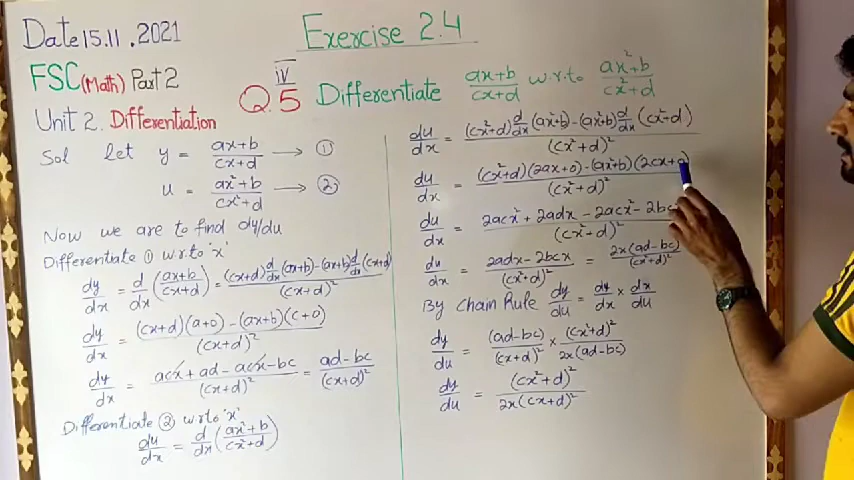 Date 15.11.2021
Exercise 2.4
FSC (Math) Part 2
Unit 2. Differentiation
iv
Q.5 Differentiate (ax+b)/(cx+d) w.r.to (ax²+b)/(cx²+d)
Sol let y = (ax+b)/(cx+d) → ①
u = (ax²+b)/(cx²+d) → ②
Now we are to find dy/du
Differentiate ① w.r.to 'x'
dy/dx = d/dx ((ax+b)/(cx+d)) = ((cx+d) d/dx (ax+b) - (ax+b) d/dx (cx+d))/(cx+d)²
dy/dx = ((cx+d)(a+0) - (ax+b)(c+0))/(cx+d)²
dy/dx = (acx + ad - acx - bc)/(cx+d)² = (ad-bc)/(cx+d)²
Differentiate ② w.r.to 'x'
du/dx = d/dx ((ax²+b)/(cx²+d))
du/dx = ((cx²+d) d/dx (ax²+b) - (ax²+b) d/dx (cx²+d))/(cx²+d)²
du/dx = ((cx²+d)(2ax+0) - (ax²+b)(2cx+0))/(cx²+d)²
du/dx = (2acx² + 2adx - 2acx² - 2bc)/(cx²+d)²
du/dx = (2adx - 2bcx)/(cx²+d)² = (2x(ad-bc))/(cx²+d)²
By Chain Rule dy/du = dy/dx × dx/du
dy/du = (ad-bc)/(cx+d)² × (cx²+d)²/(2x(ad-bc))
dy/du = (cx²+d)²/(2x(cx+d)²)